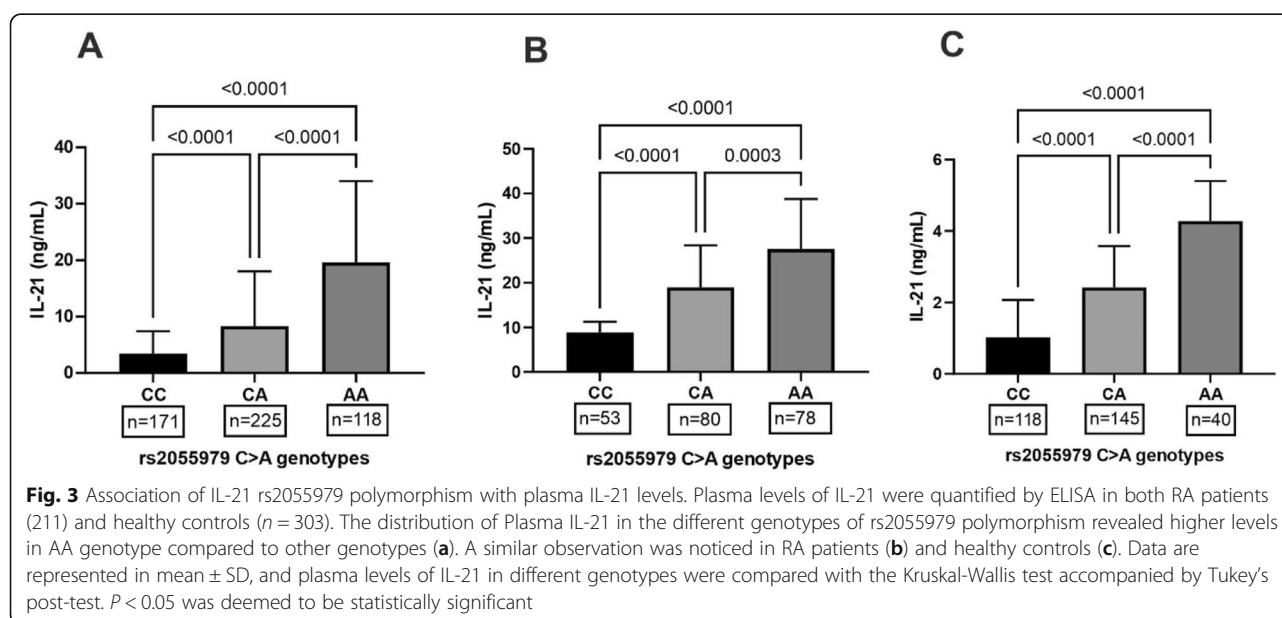 A
<0.0001
<0.0001 <0.0001
IL-21 (ng/mL)
40
30
20
10
0
CC CA AA
n=171 n=225 n=118
rs2055979 C>A genotypes
B
<0.0001
<0.0001 0.0003
IL-21 (ng/mL)
50
40
30
20
10
0
CC CA AA
n=53 n=80 n=78
rs2055979 C>A genotypes
C
<0.0001
<0.0001 <0.0001
IL-21 (ng/mL)
6
4
2
0
CC CA AA
n=118 n=145 n=40
rs2055979 C>A genotypes
Fig. 3 Association of IL-21 rs2055979 polymorphism with plasma IL-21 levels. Plasma levels of IL-21 were quantified by ELISA in both RA patients
(211) and healthy controls (n = 303). The distribution of Plasma IL-21 in the different genotypes of rs2055979 polymorphism revealed higher levels
in AA genotype compared to other genotypes (a). A similar observation was noticed in RA patients (b) and healthy controls (c). Data are
represented in mean ± SD, and plasma levels of IL-21 in different genotypes were compared with the Kruskal-Wallis test accompanied by Tukey's
post-test. P < 0.05 was deemed to be statistically significant